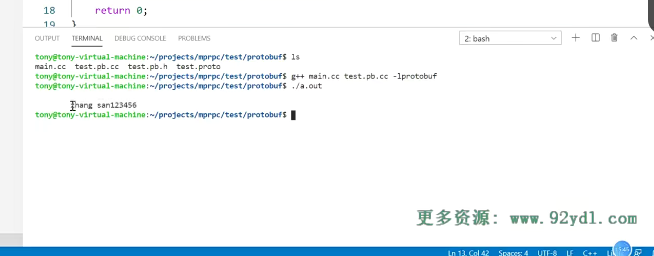 18 return 0;
19 }
OUTPUT TERMINAL DEBUG CONSOLE PROBLEMS 2: bash
tony@tony-virtual-machine:~/projects/mprpc/test/protobuf$ ls
main.cc test.pb.cc test.pb.h test.proto
tony@tony-virtual-machine:~/projects/mprpc/test/protobuf$ g++ main.cc test.pb.cc -lprotobuf
tony@tony-virtual-machine:~/projects/mprpc/test/protobuf$ ./a.out
zhang san123456
tony@tony-virtual-machine:~/projects/mprpc/test/protobuf$
更多资源: www.92ydl.com
Ln 13, Col 42 Spaces: 4 UTF-8 LF C++